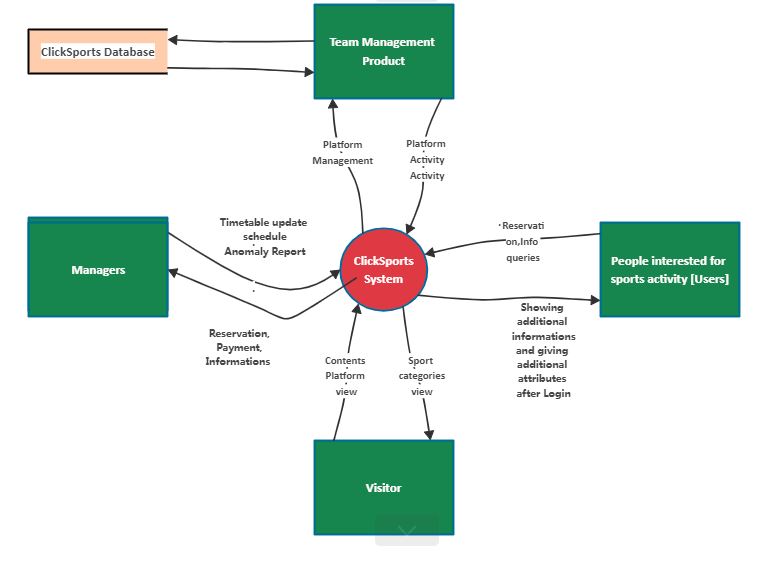 ClickSports Database
Team Management
Product
Platform
Management
Platform
Activity
Activity
Timetable update
schedule
Anomaly Report
Reservati
on,Info
queries
Managers
ClickSports
System
People interested for
sports activity [Users]
Reservation,
Payment,
Informations
Showing
additional
informations
and giving
additional
attributes
after Login
Contents
Platform
view
Sport
categories
view
Visitor